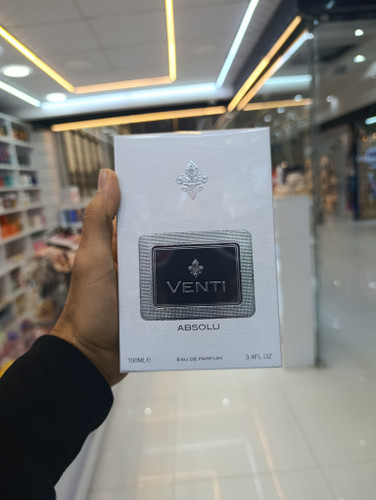 VENTI
ABSOLU
100ML℮ EAU DE PARFUM 3.4FL OZ